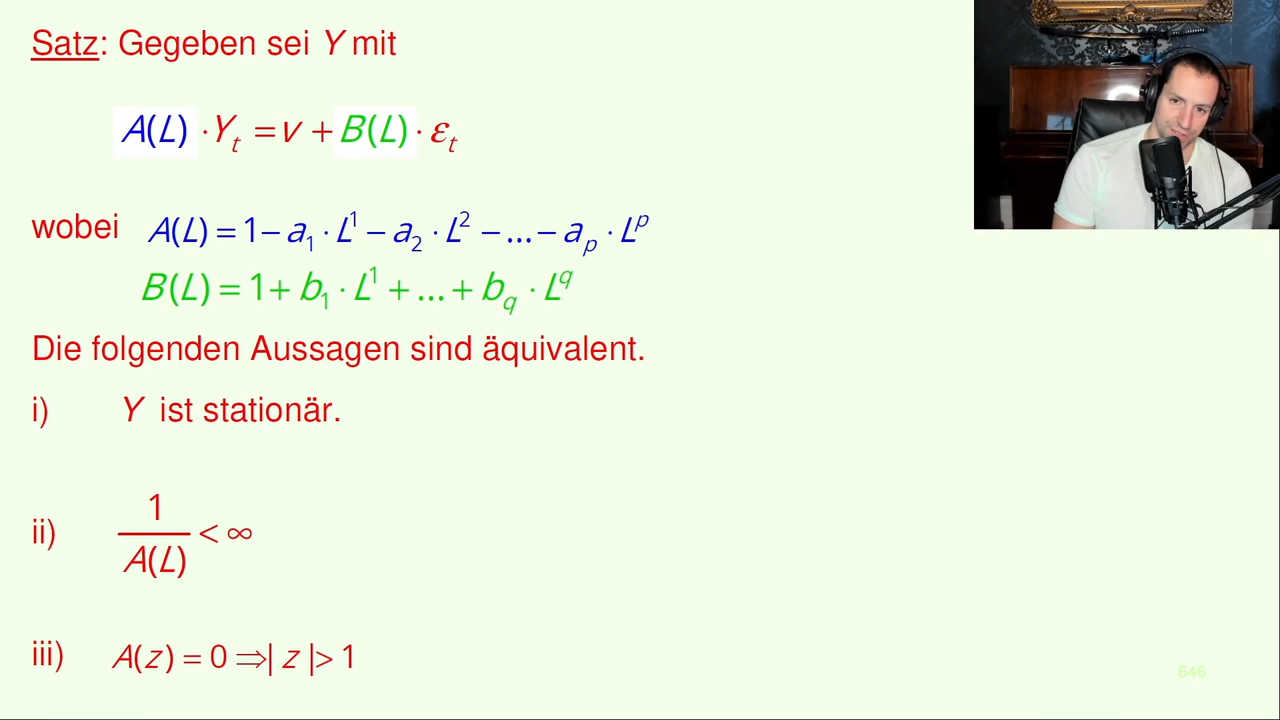 Satz: Gegeben sei Y mit
A(L) · Y_t = v + B(L) · ε_t
wobei A(L) = 1 − a_1 · L^1 − a_2 · L^2 − ... − a_p · L^p
B(L) = 1 + b_1 · L^1 + ... + b_q · L^q
Die folgenden Aussagen sind äquivalent.
i) Y ist stationär.
ii) 1/A(L) < ∞
iii) A(z) = 0 ⇒ | z | > 1
646